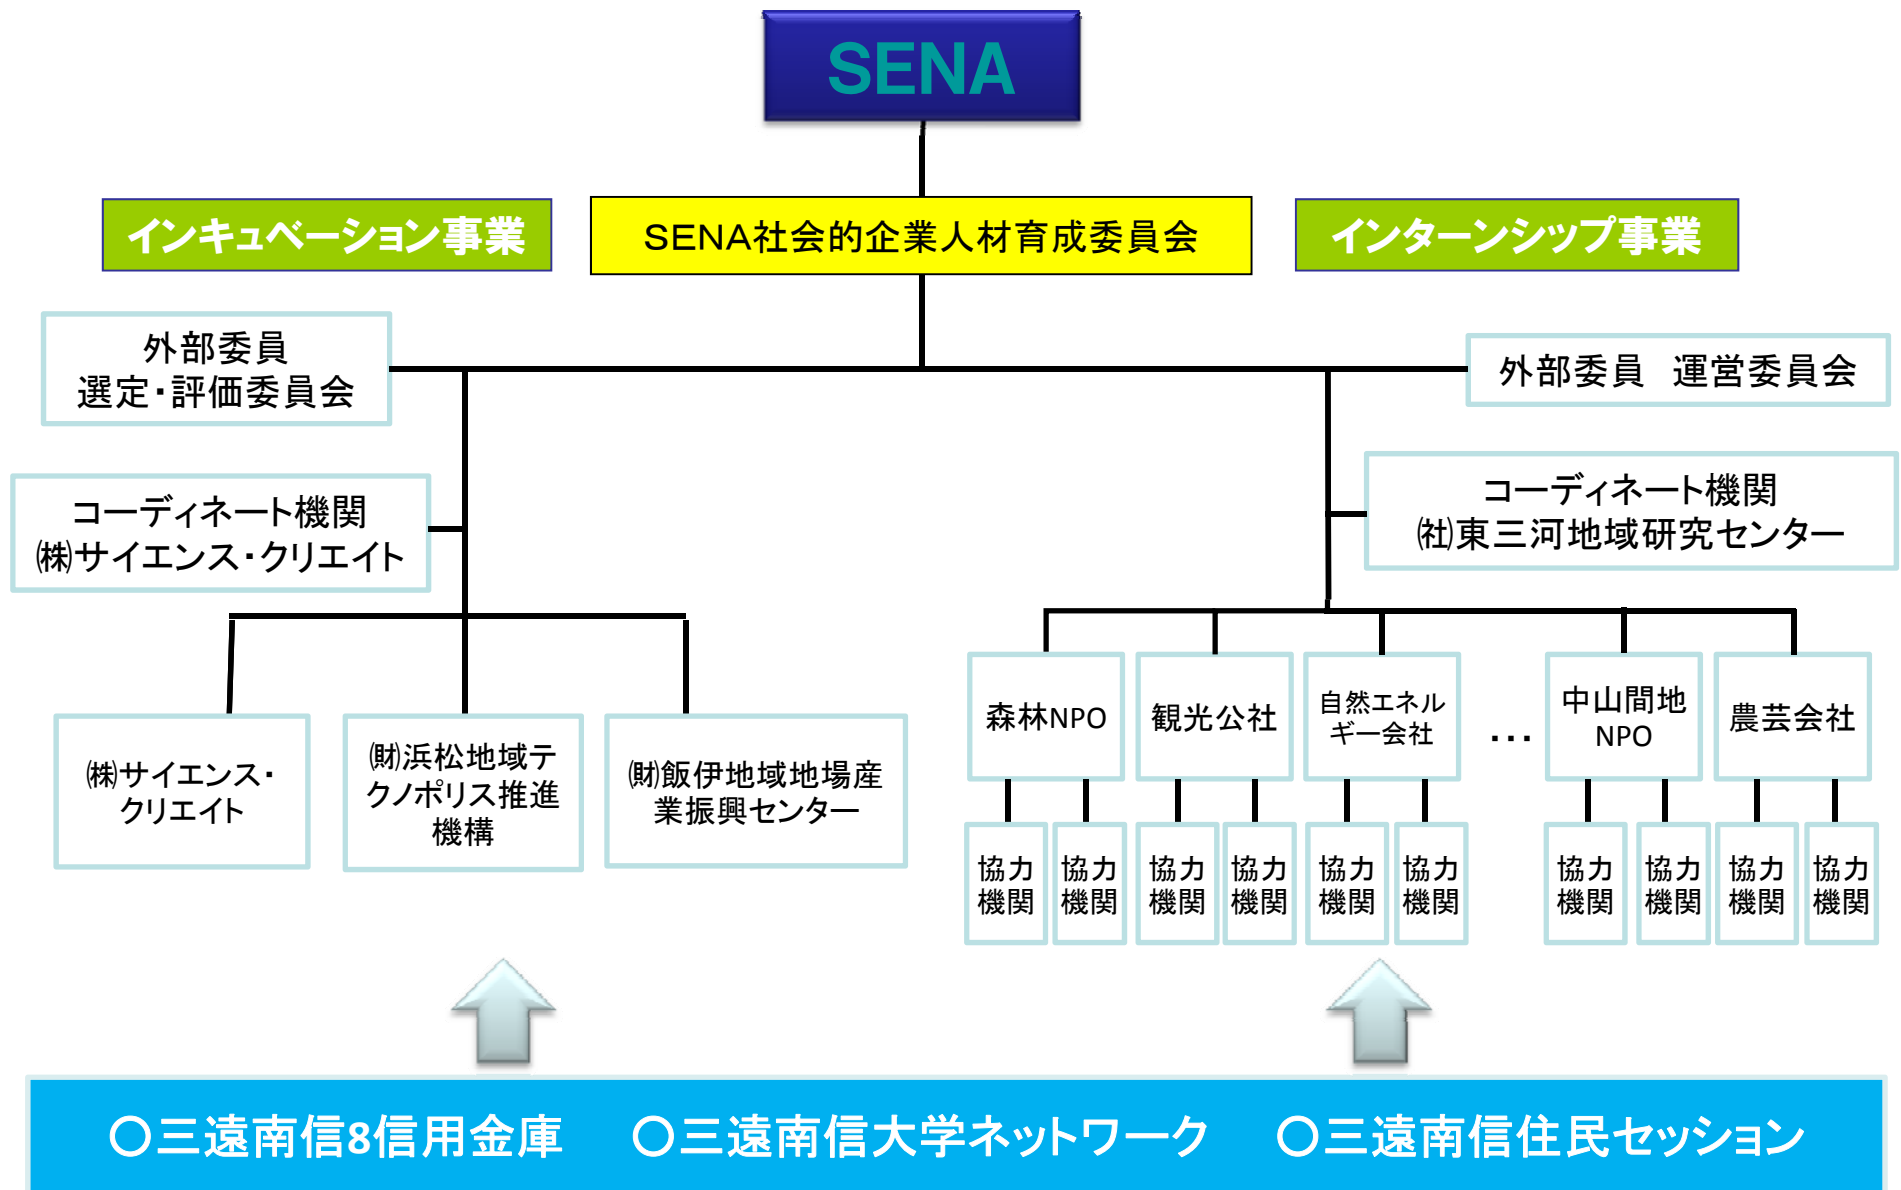 SENA
インキュベーション事業
SENA社会的企業人材育成委員会
インターンシップ事業
外部委員
選定・評価委員会
外部委員　運営委員会
コーディネート機関
㈱サイエンス・クリエイト
コーディネート機関
㈳東三河地域研究センター
㈱サイエンス・
クリエイト
㈶浜松地域テ
クノポリス推進
機構
㈶飯伊地域地場産
業振興センター
森林NPO
観光公社
自然エネル
ギー会社
…
中山間地
NPO
農芸会社
協力
機関
協力
機関
協力
機関
協力
機関
協力
機関
協力
機関
協力
機関
協力
機関
協力
機関
協力
機関
○三遠南信8信用金庫　○三遠南信大学ネットワーク　○三遠南信住民セッション